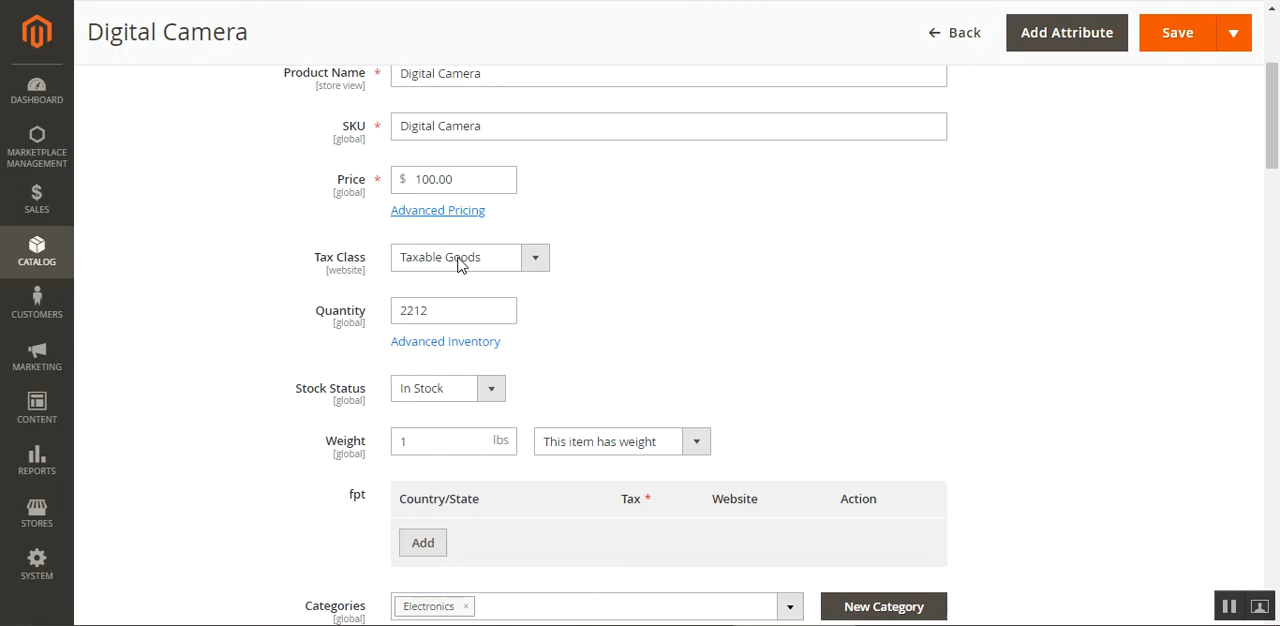 Digital Camera
Back
Add Attribute
Save
DASHBOARD
MARKETPLACE
MANAGEMENT
SALES
CATALOG
CUSTOMERS
MARKETING
CONTENT
REPORTS
STORES
SYSTEM
Product Name *
[store view]
Digital Camera
SKU *
[global]
Digital Camera
Price *
[global]
$ 100.00
Advanced Pricing
Tax Class
[website]
Taxable Goods
Quantity
[global]
2212
Advanced Inventory
Stock Status
[global]
In Stock
Weight
[global]
1 lbs
This item has weight
fpt
Country/State Tax * Website Action
Add
Categories
[global]
Electronics ×
New Category